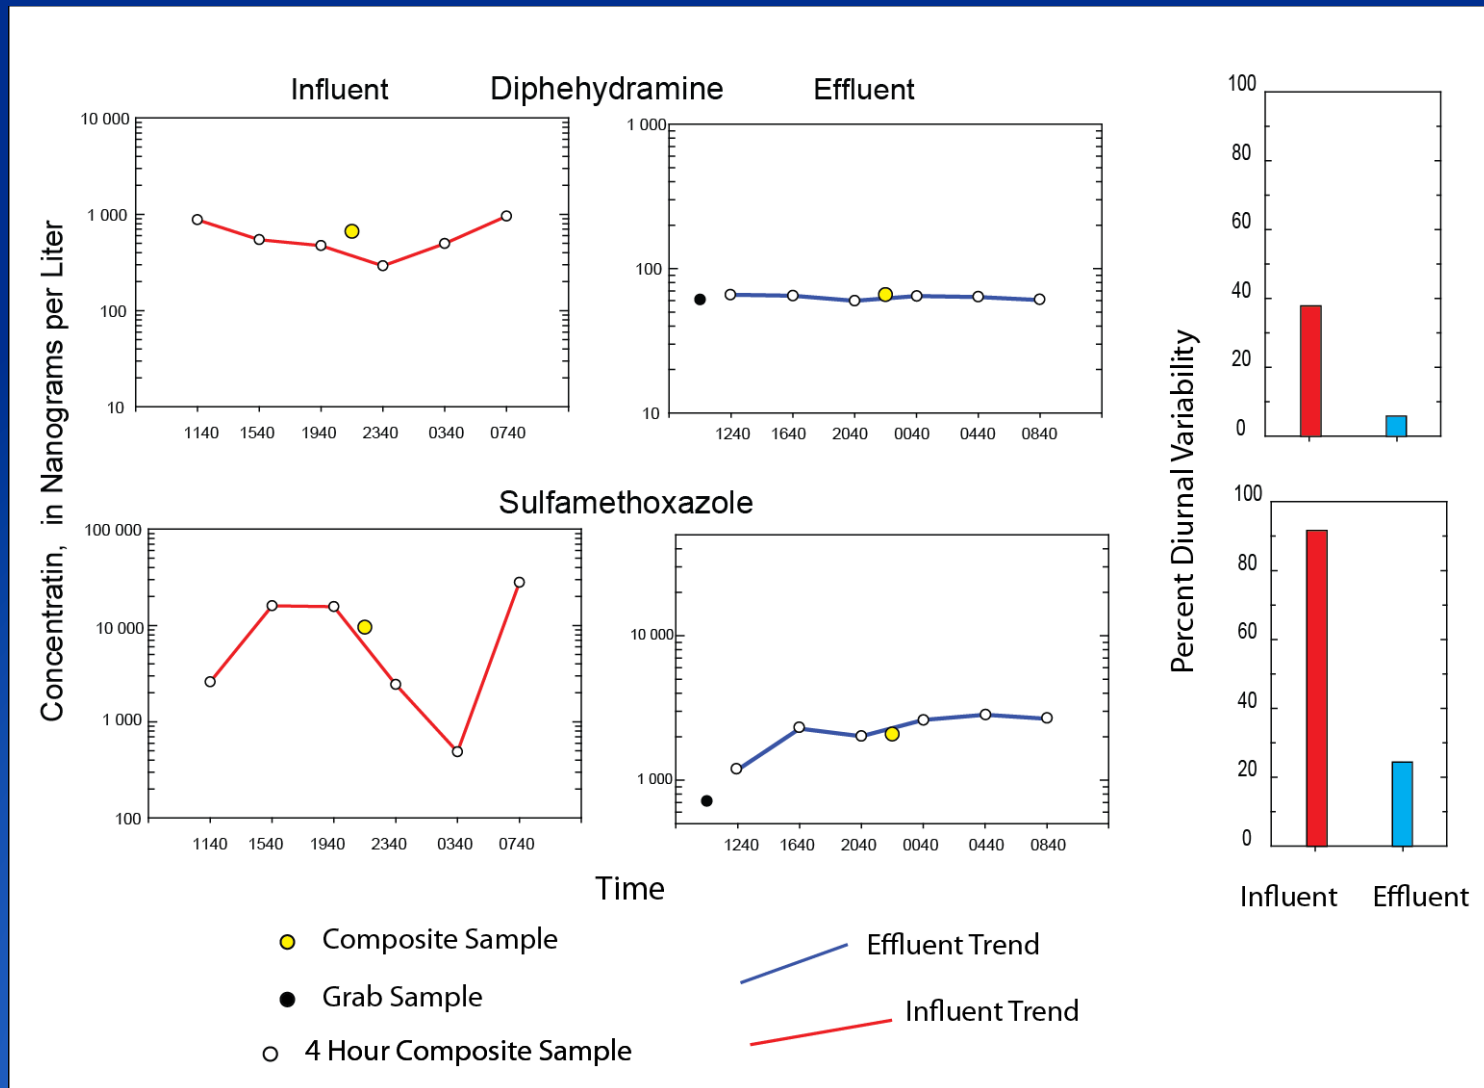 Influent Diphehydramine Effluent
Concentratin, in Nanograms per Liter
10 000
1 000
100
10
1140 1540 1940 2340 0340 0740
1 000
100
10
1240 1640 2040 0040 0440 0840
Percent Diurnal Variability
100
80
60
40
20
0
Sulfamethoxazole
100 000
10 000
1 000
100
1140 1540 1940 2340 0340 0740
10 000
1 000
1240 1640 2040 0040 0440 0840
100
80
60
40
20
0
Influent Effluent
Time
Composite Sample
Grab Sample
4 Hour Composite Sample
Effluent Trend
Influent Trend